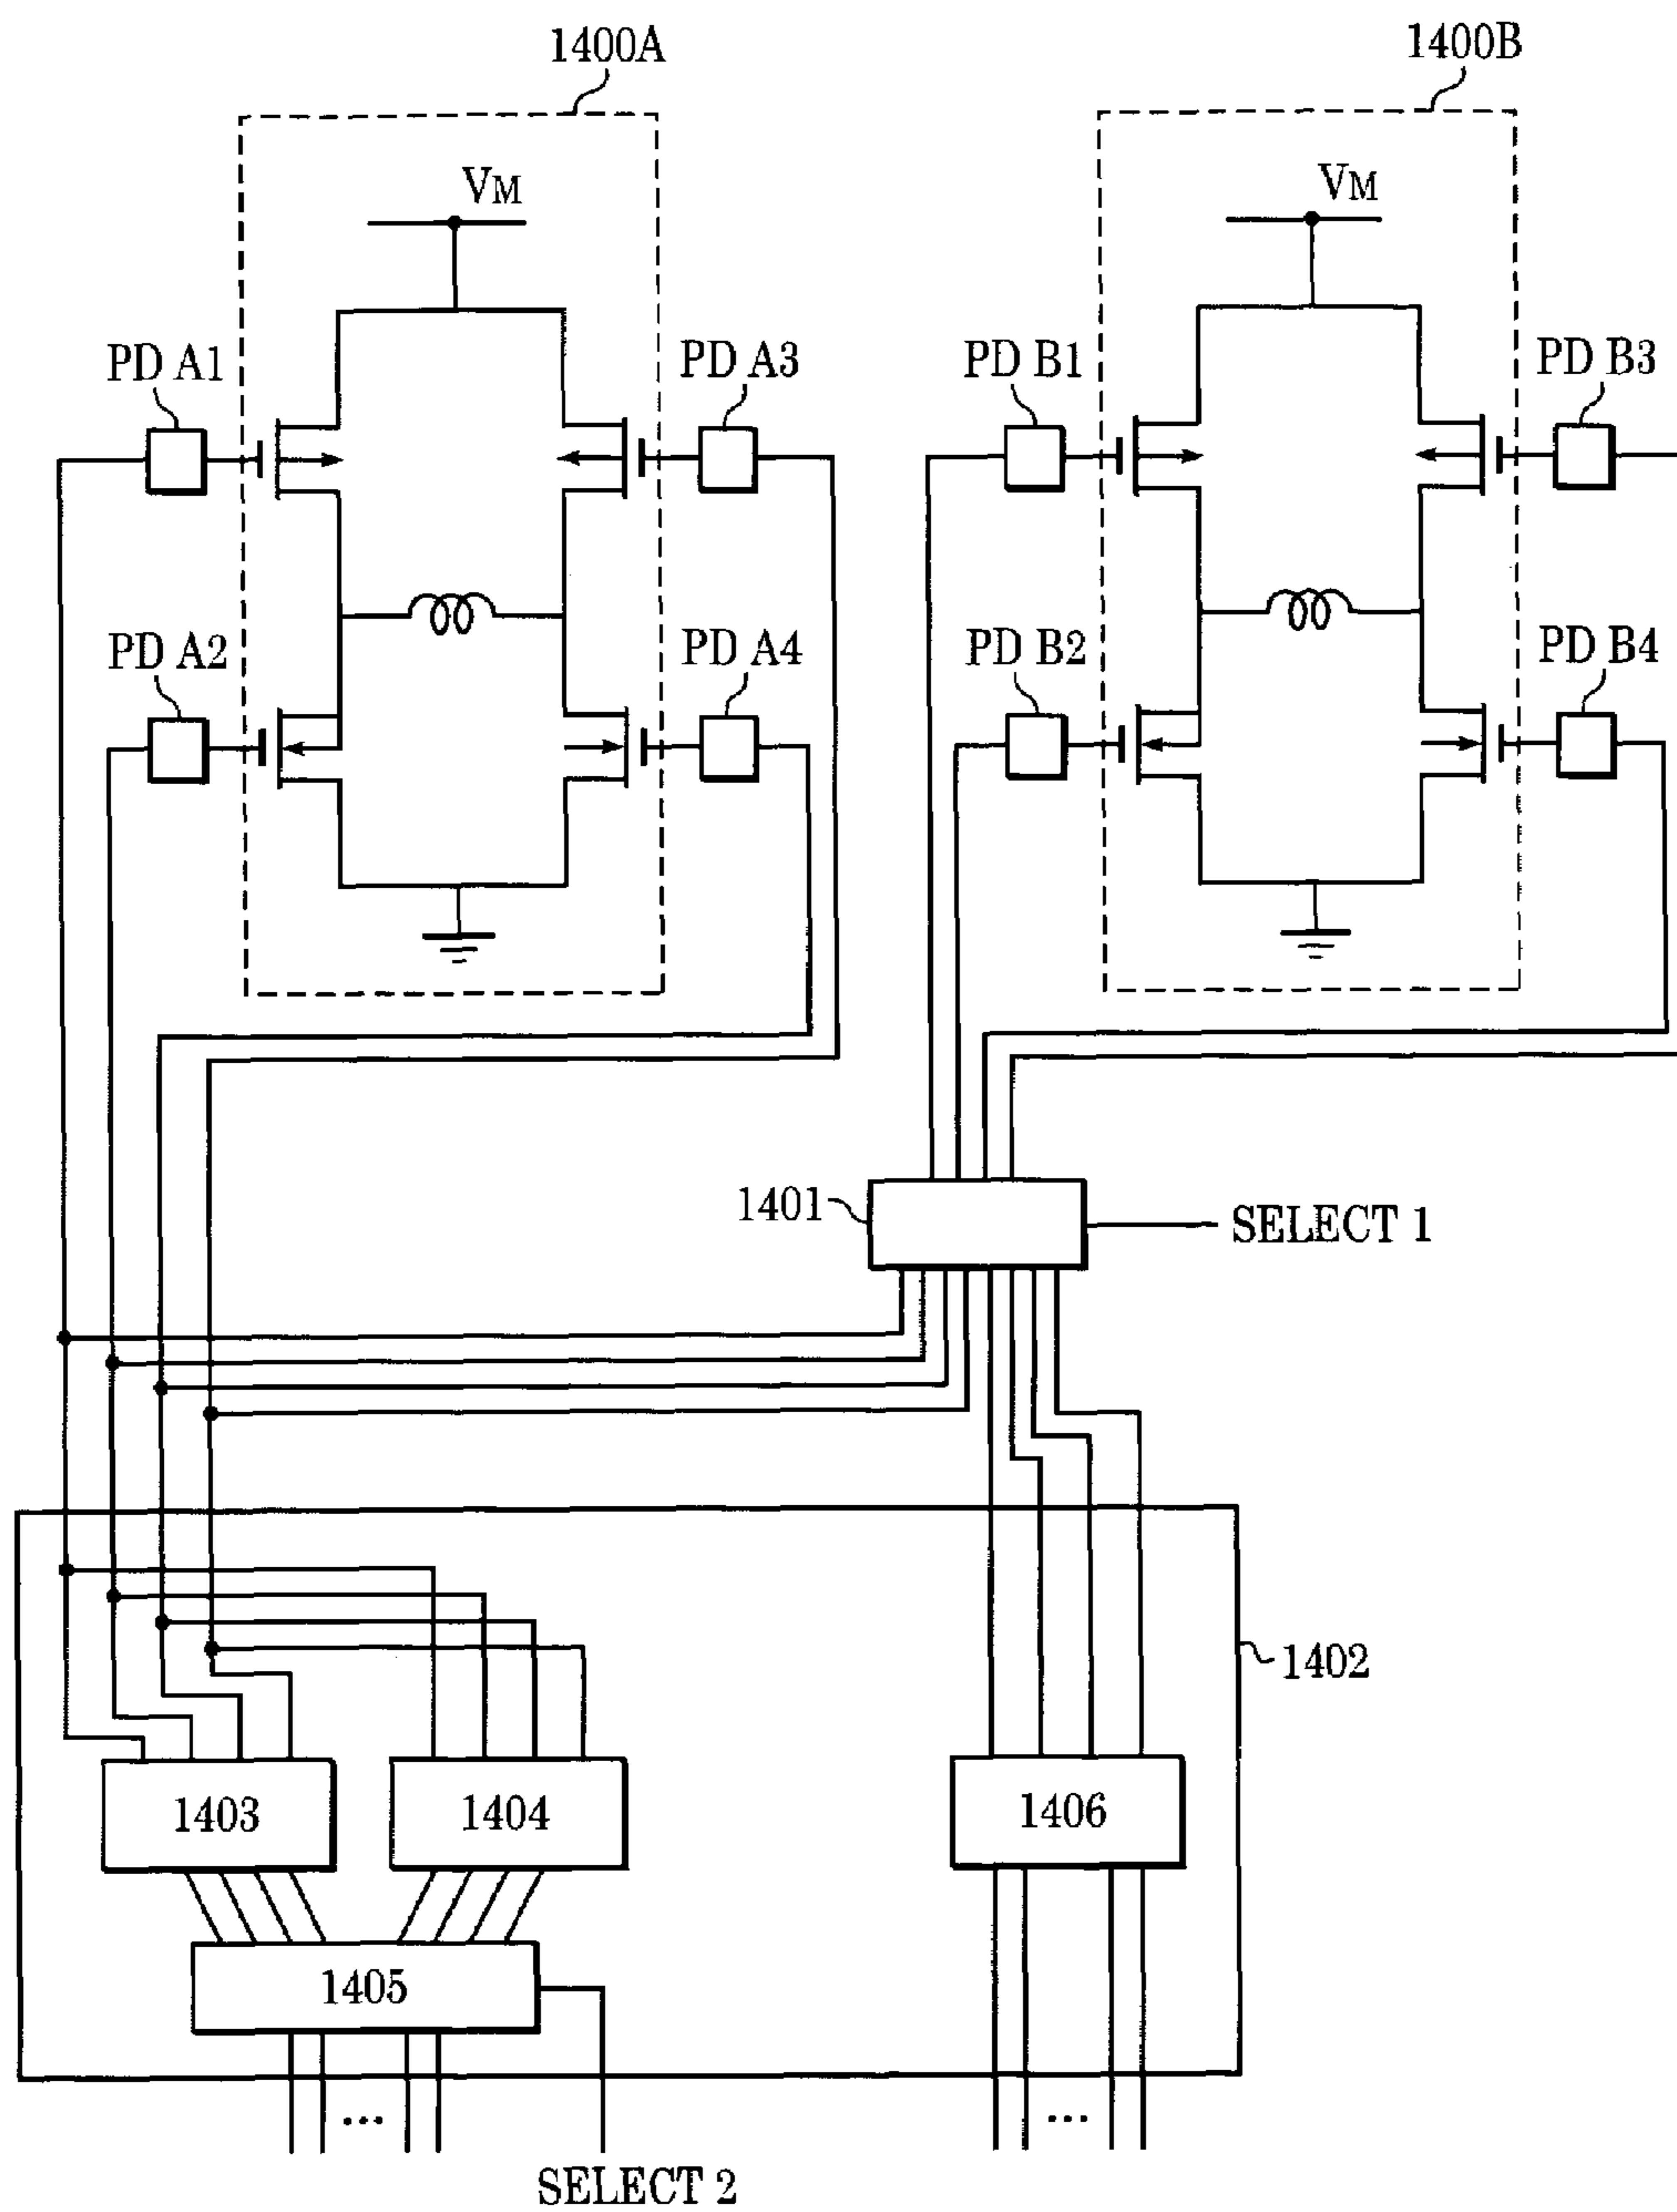 1400A
1400B
VM
VM
PD A1
PD A3
PD B1
PD B3
PD A2
PD A4
PD B2
PD B4
1401
SELECT 1
1402
1403
1404
1406
1405
...
...
SELECT 2